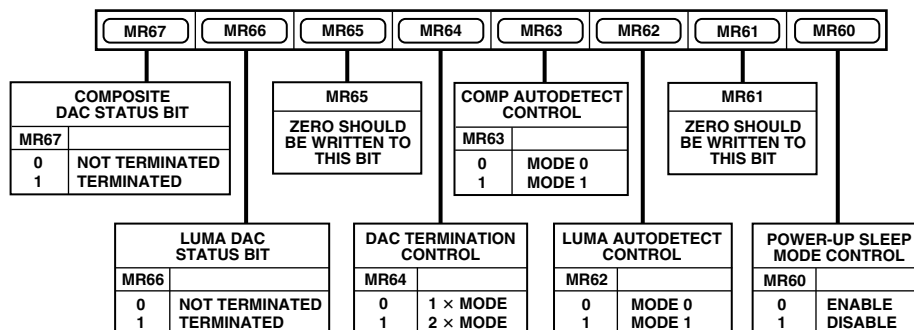 MR67 MR66 MR65 MR64 MR63 MR62 MR61 MR60
COMPOSITE
DAC STATUS BIT
MR67
0 NOT TERMINATED
1 TERMINATED
MR65
ZERO SHOULD
BE WRITTEN TO
THIS BIT
COMP AUTODETECT
CONTROL
MR63
0 MODE 0
1 MODE 1
MR61
ZERO SHOULD
BE WRITTEN TO
THIS BIT
LUMA DAC
STATUS BIT
MR66
0 NOT TERMINATED
1 TERMINATED
DAC TERMINATION
CONTROL
MR64
0 1 × MODE
1 2 × MODE
LUMA AUTODETECT
CONTROL
MR62
0 MODE 0
1 MODE 1
POWER-UP SLEEP
MODE CONTROL
MR60
0 ENABLE
1 DISABLE